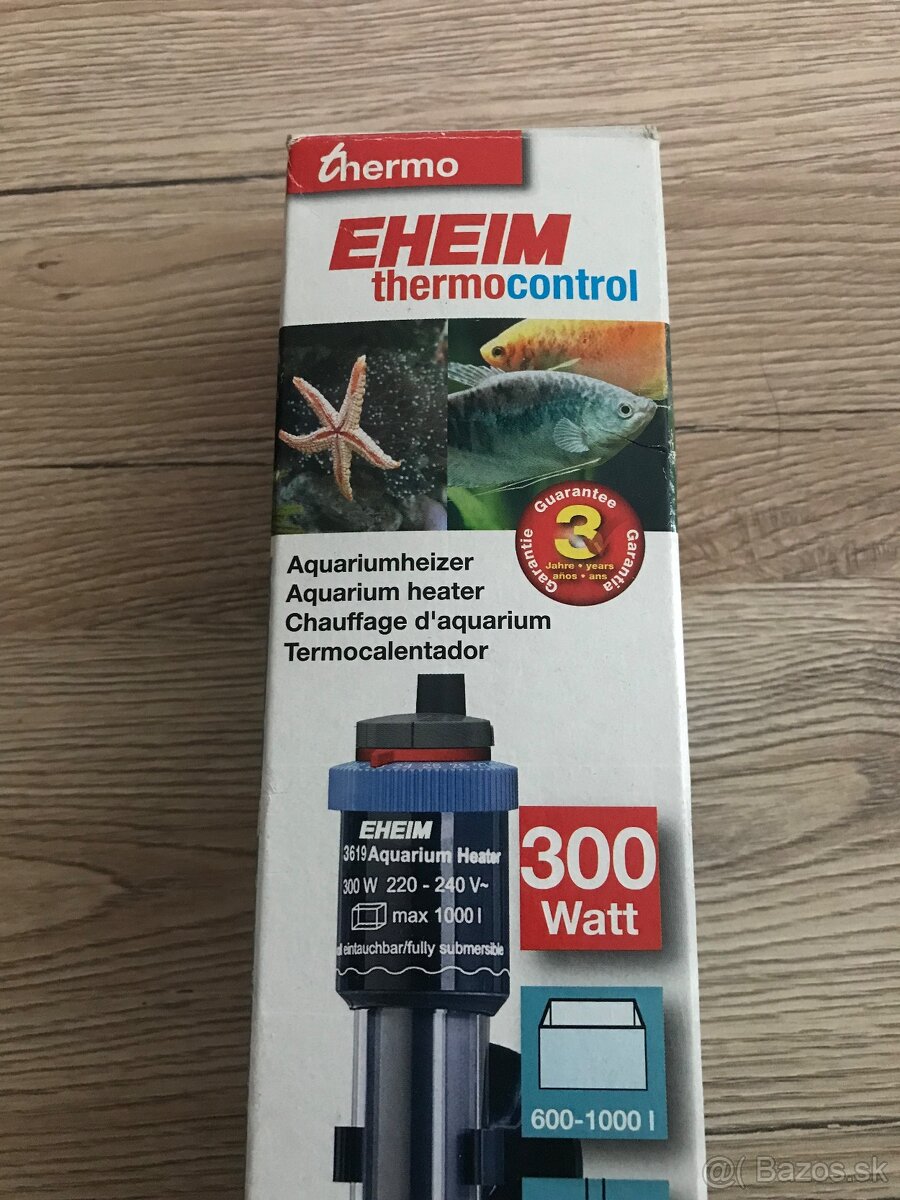 thermo
EHEIM
thermocontrol
Guarantee
Garantie
Garantia
3
Jahre • years
años • ans
Aquariumheizer
Aquarium heater
Chauffage d'aquarium
Termocalentador
EHEIM
3619 Aquarium Heater
300 W 220 - 240 V~
max 1000 l
eintauchbar/fully submersible
300
Watt
600-1000 l
@( Bazos.sk